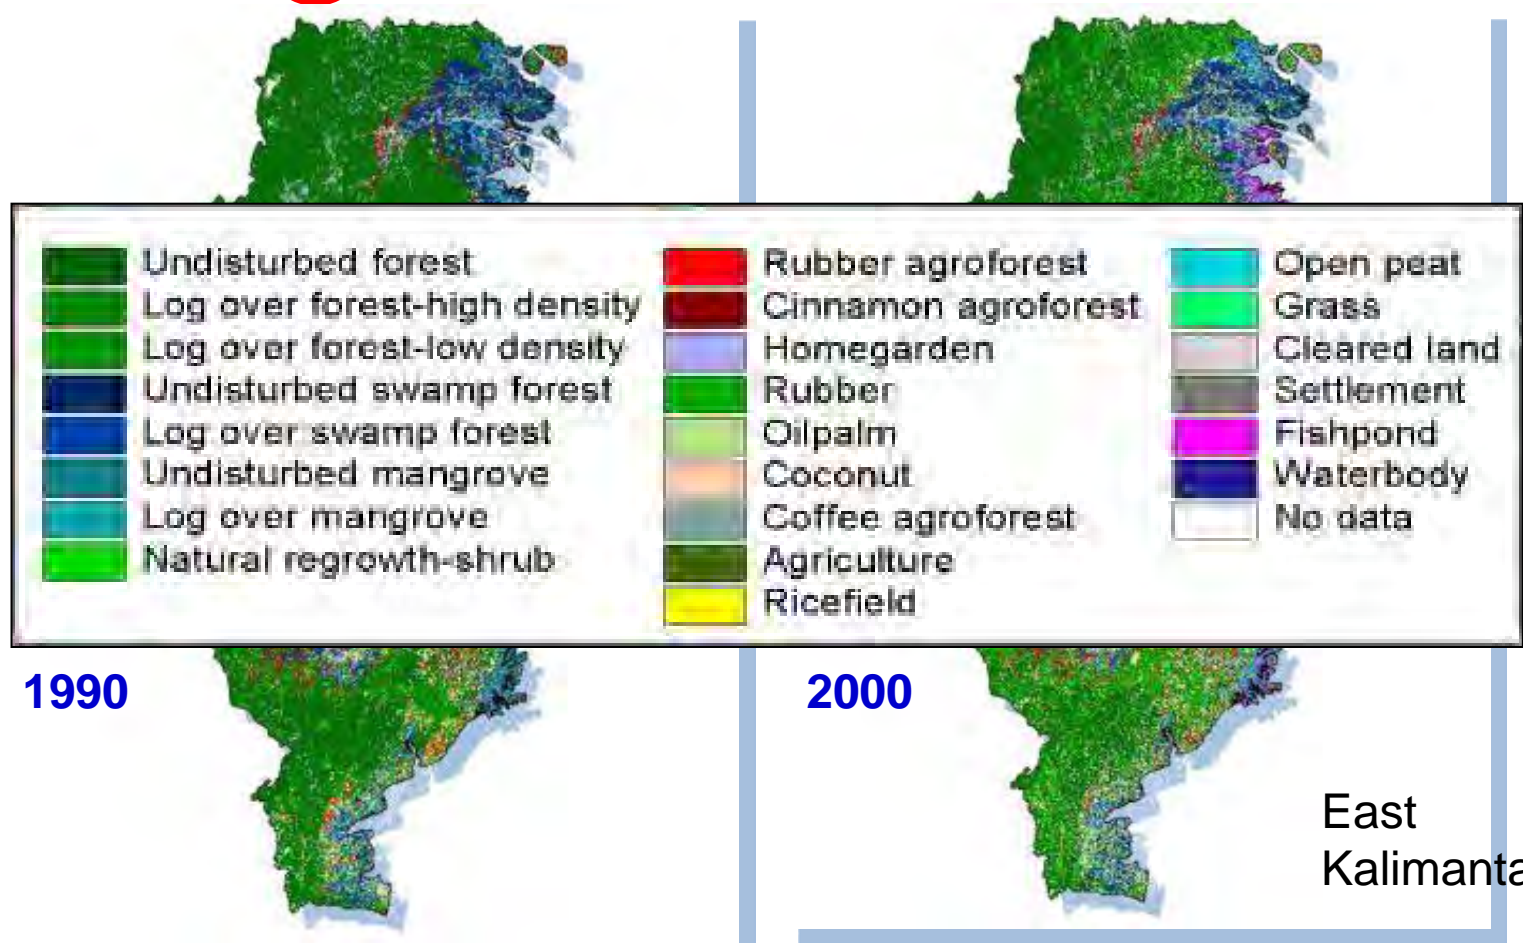 Undisturbed forest
Log over forest-high density
Log over forest-low density
Undisturbed swamp forest
Log over swamp forest
Undisturbed mangrove
Log over mangrove
Natural regrowth-shrub
Rubber agroforest
Cinnamon agroforest
Homegarden
Rubber
Oilpalm
Coconut
Coffee agroforest
Agriculture
Ricefield
Open peat
Grass
Cleared land
Settlement
Fishpond
Waterbody
No data
1990
2000
East
Kalimanta